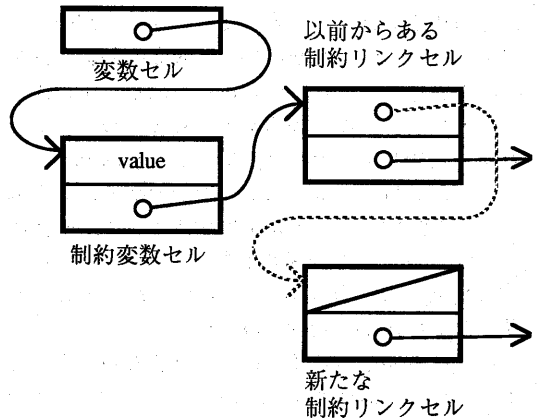 変数セル
以前からある
制約リンクセル
value
制約変数セル
新たな
制約リンクセル